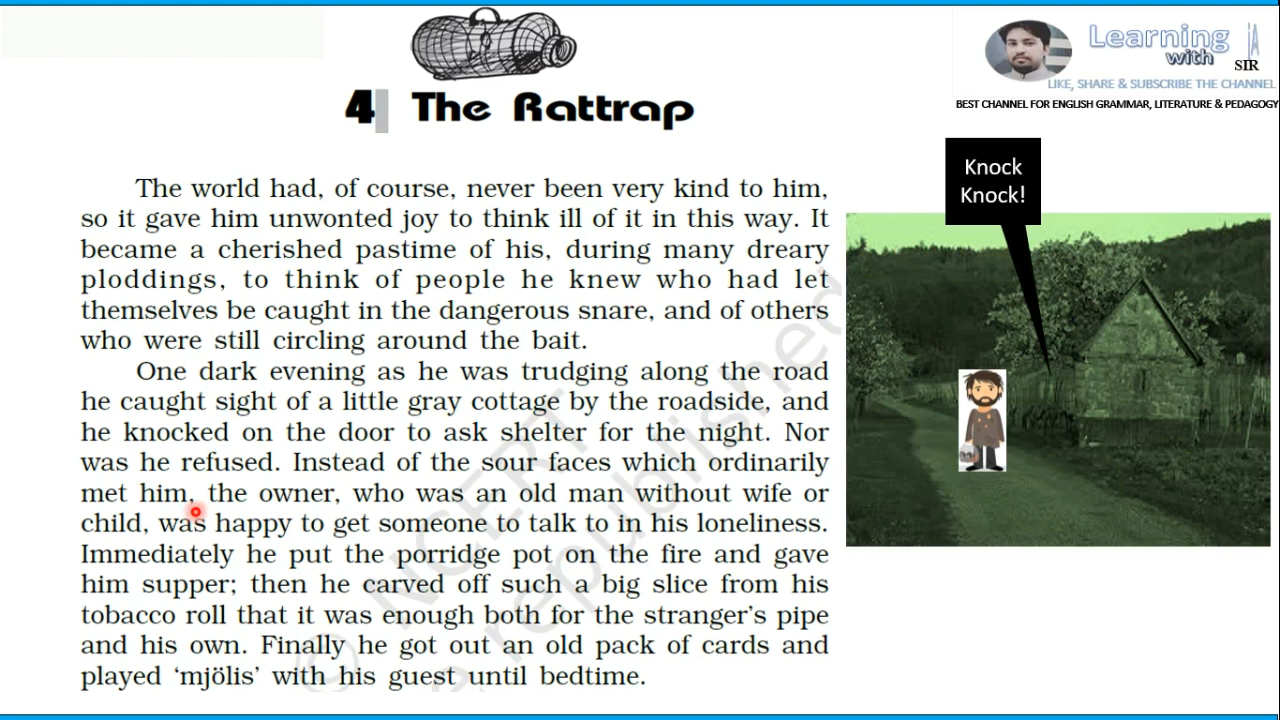 4 The Rattrap
Learning
with
SIR
LIKE, SHARE & SUBSCRIBE THE CHANNEL
BEST CHANNEL FOR ENGLISH GRAMMAR, LITERATURE & PEDAGOGY
Knock
Knock!
The world had, of course, never been very kind to him,
so it gave him unwonted joy to think ill of it in this way. It
became a cherished pastime of his, during many dreary
ploddings, to think of people he knew who had let
themselves be caught in the dangerous snare, and of others
who were still circling around the bait.
One dark evening as he was trudging along the road
he caught sight of a little gray cottage by the roadside, and
he knocked on the door to ask shelter for the night. Nor
was he refused. Instead of the sour faces which ordinarily
met him, the owner, who was an old man without wife or
child, was happy to get someone to talk to in his loneliness.
Immediately he put the porridge pot on the fire and gave
him supper; then he carved off such a big slice from his
tobacco roll that it was enough both for the stranger’s pipe
and his own. Finally he got out an old pack of cards and
played ‘mjölis’ with his guest until bedtime.
© NCERT
republished